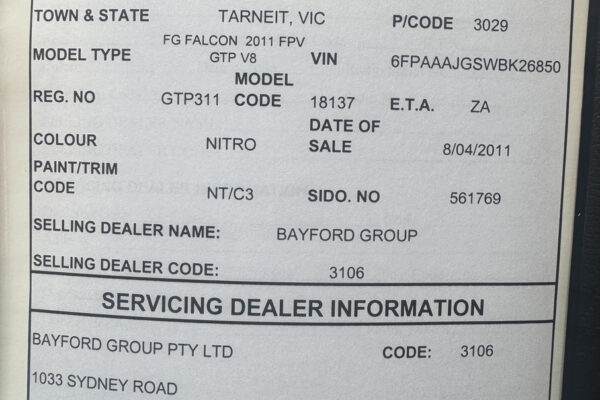 TOWN & STATE TARNEIT, VIC P/CODE 3029
MODEL TYPE FG FALCON 2011 FPV GTP V8 VIN 6FPAAAJGSWBK26850
REG. NO GTP311 MODEL CODE 18137 E.T.A. ZA
COLOUR NITRO DATE OF SALE 8/04/2011
PAINT/TRIM CODE NT/C3 SIDO. NO 561769
SELLING DEALER NAME: BAYFORD GROUP
SELLING DEALER CODE: 3106
SERVICING DEALER INFORMATION
BAYFORD GROUP PTY LTD CODE: 3106
1033 SYDNEY ROAD